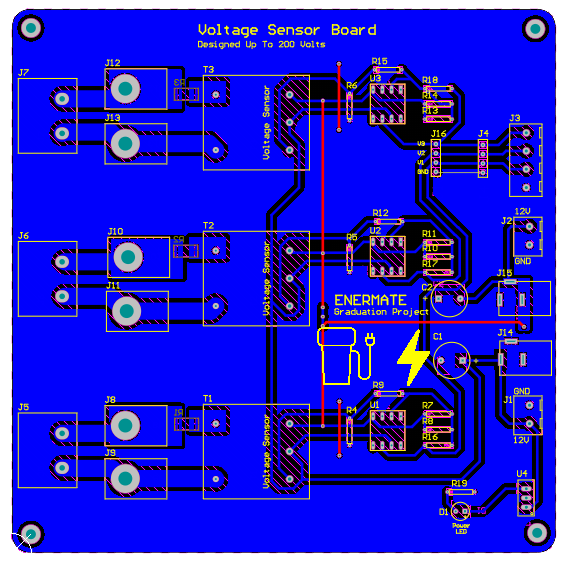 Voltage Sensor Board
Designed Up To 200 Volts
J12
J7
R3
T3
Voltage Sensor
R15
U3
R6
R18
R14
R13
J13
J16
J4
J3
V3
V2
V1
GND
J10
J6
R2
T2
Voltage Sensor
R12
U2
R5
R11
R10
R17
J2
12V
GND
J11
C2
J15
ENERMATE
Graduation Project
C1
J14
J8
J5
R1
T1
Voltage Sensor
R9
U1
R4
R7
R8
R16
J1
GND
12V
J9
R19
U4
D1
Power
LED